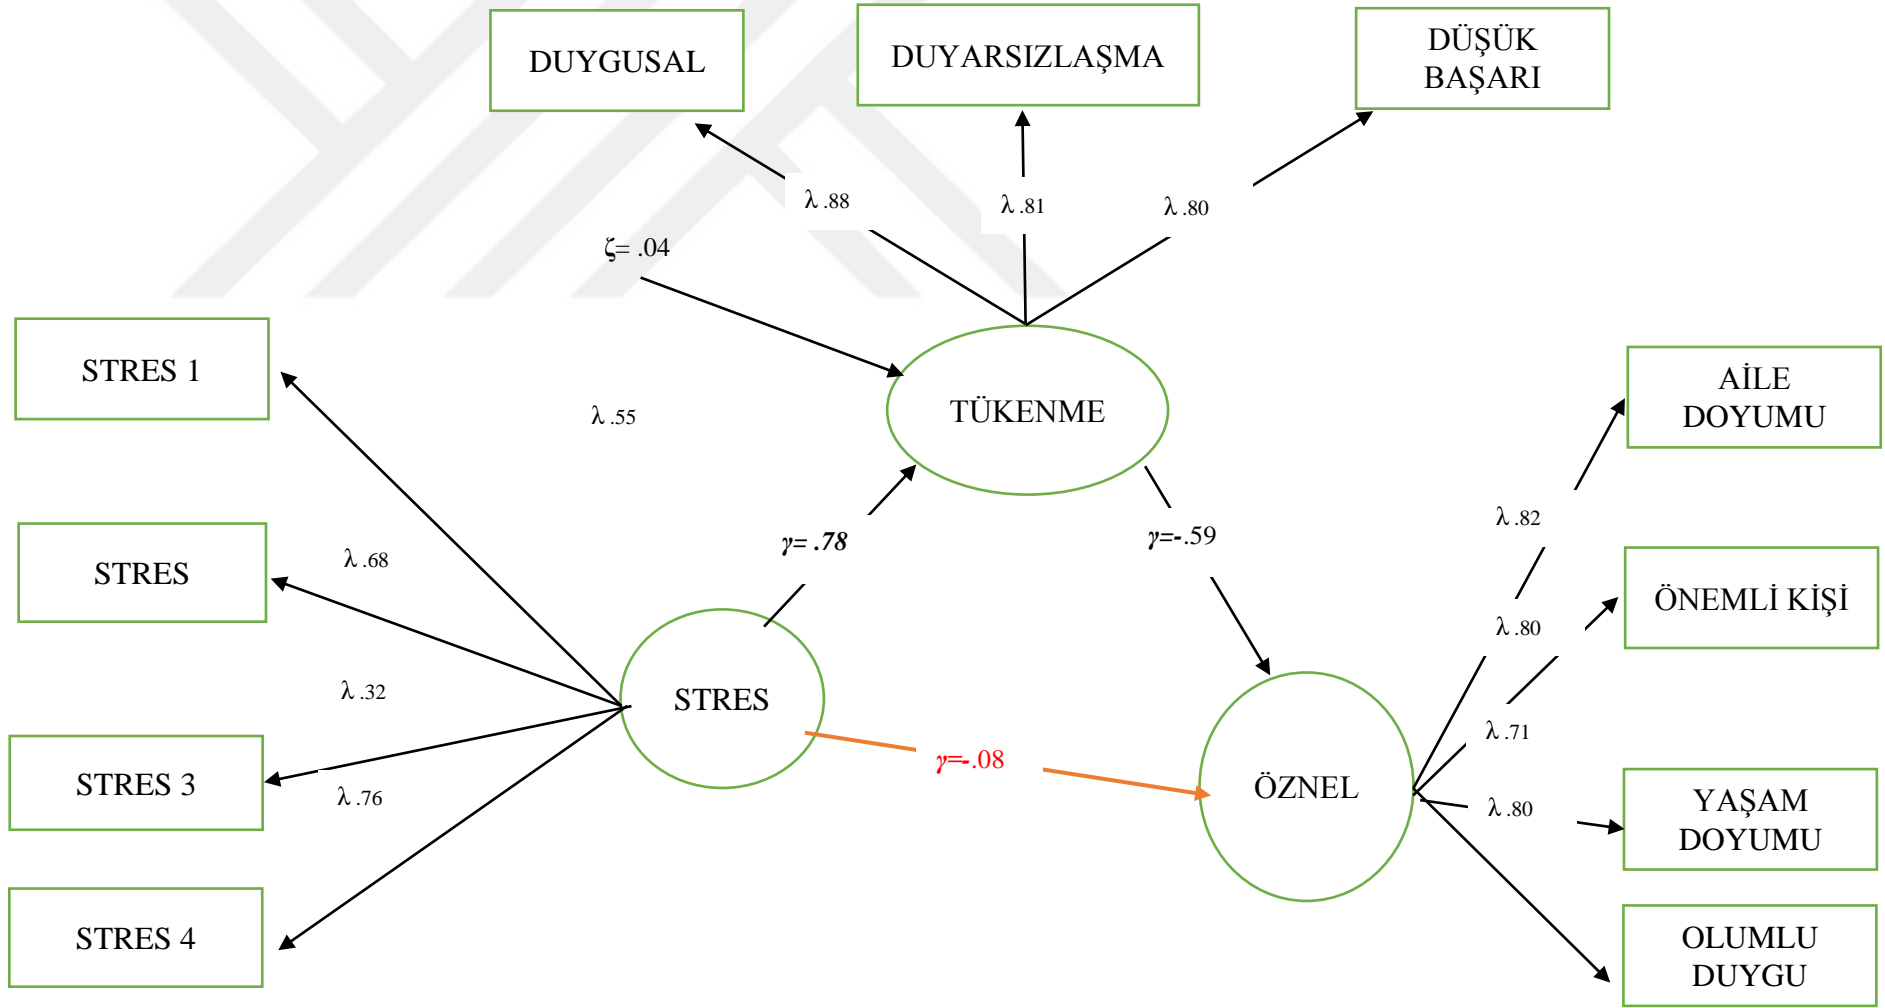 DUYGUSAL
DUYARSIZLAŞMA
DÜŞÜK
BAŞARI
λ .88
λ .81
λ .80
ζ= .04
STRES 1
λ .55
TÜKENME
AİLE
DOYUMU
STRES
λ .68
γ= .78
γ=-.59
λ .82
ÖNEMLİ KİŞİ
λ .80
λ .32
STRES
λ .71
STRES 3
λ .76
γ=-.08
ÖZNEL
λ .80
YAŞAM
DOYUMU
STRES 4
OLUMLU
DUYGU